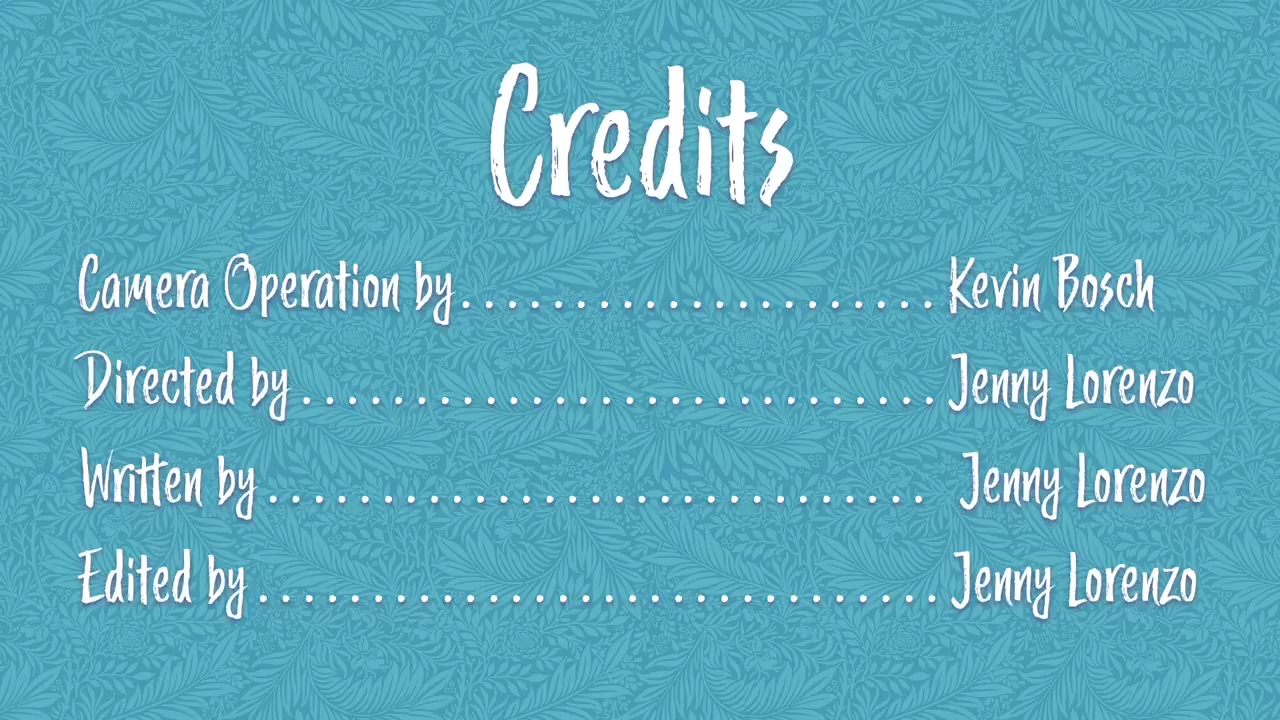 Credits
Camera Operation by..................... Kevin Bosch
Directed by............................. Jenny Lorenzo
Written by.............................. Jenny Lorenzo
Edited by............................... Jenny Lorenzo